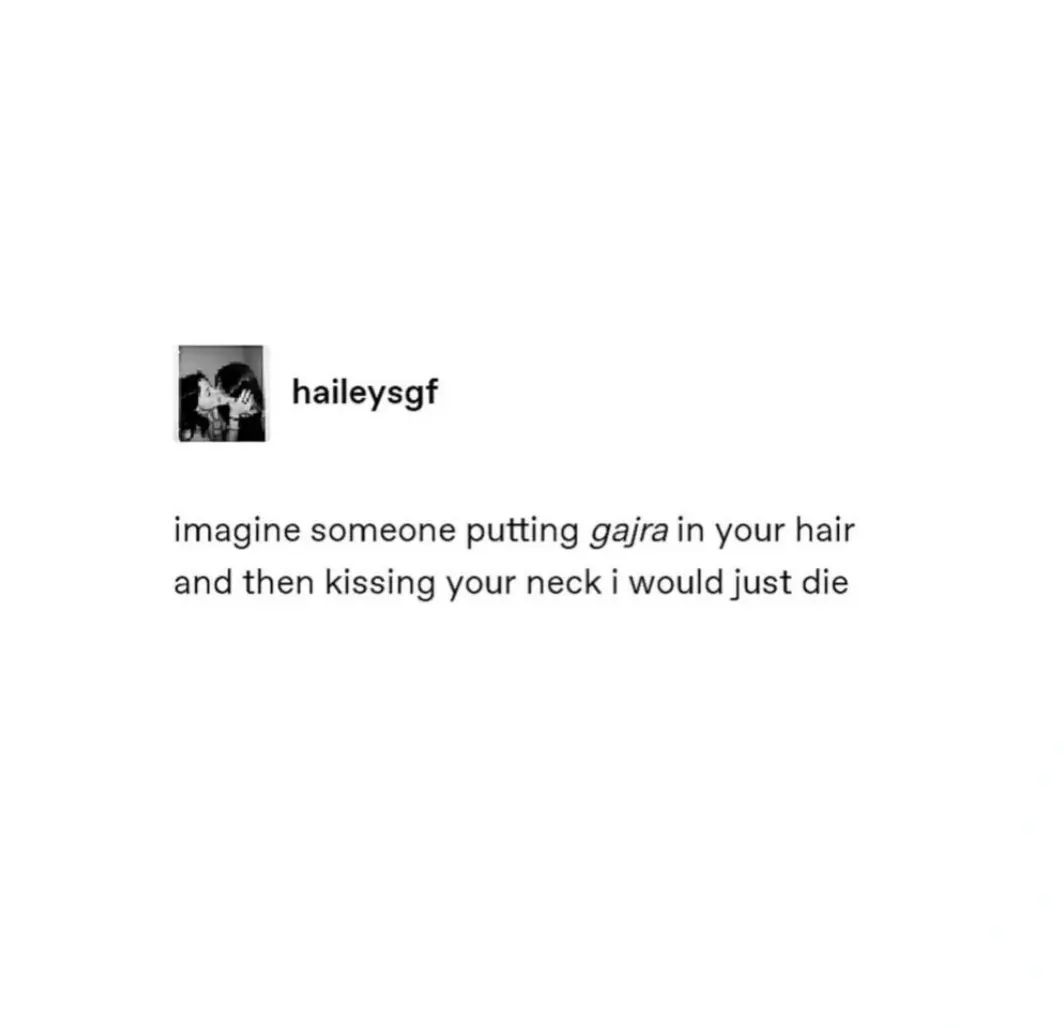 haileysgf
imagine someone putting gajra in your hair
and then kissing your neck i would just die